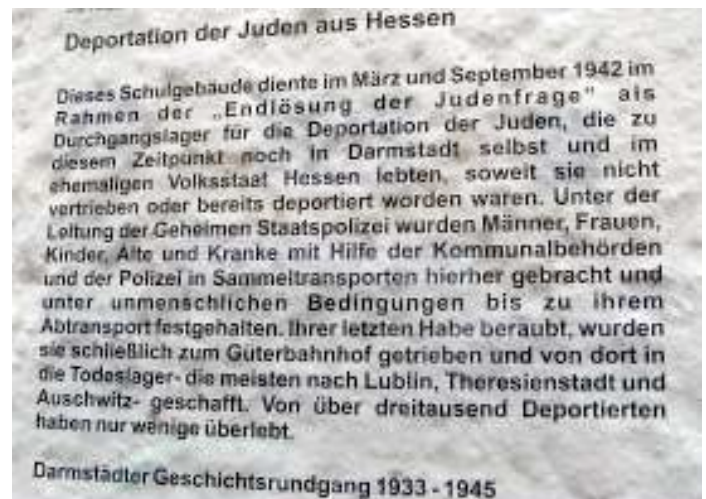 Deportation der Juden aus Hessen
Dieses Schulgebäude diente im März und September 1942 im
Rahmen der „Endlösung der Judenfrage" als
Durchgangslager für die Deportation der Juden, die zu
diesem Zeitpunkt noch in Darmstadt selbst und im
ehemaligen Volksstaat Hessen lebten, soweit sie nicht
vertrieben oder bereits deportiert worden waren. Unter der
Leitung der Geheimen Staatspolizei wurden Männer, Frauen,
Kinder, Alte und Kranke mit Hilfe der Kommunalbehörden
und der Polizei in Sammeltransporten hierher gebracht und
unter unmenschlichen Bedingungen bis zu ihrem
Abtransport festgehalten. Ihrer letzten Habe beraubt, wurden
sie schließlich zum Güterbahnhof getrieben und von dort in
die Todeslager- die meisten nach Lublin, Theresienstadt und
Auschwitz- geschafft. Von über dreitausend Deportierten
haben nur wenige überlebt.
Darmstädter Geschichtsrundgang 1933 - 1945